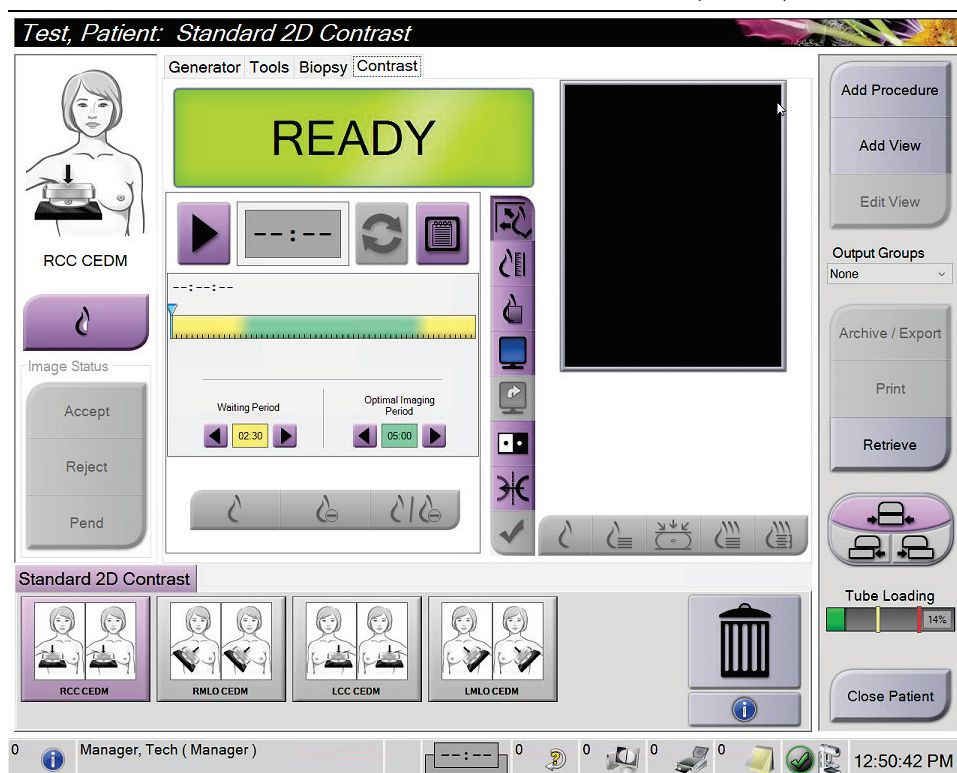 Test, Patient: Standard 2D Contrast
Generator Tools Biopsy Contrast
READY
--:--
--:--:--
Waiting Period
02:30
Optimal Imaging
Period
05:00
RCC CEDM
Image Status
Accept
Reject
Pend
Add Procedure
Add View
Edit View
Output Groups
None
Archive / Export
Print
Retrieve
Tube Loading
14%
Close Patient
Standard 2D Contrast
RCC CEDM
RMLO CEDM
LCC CEDM
LMLO CEDM
0
Manager, Tech ( Manager )
--:--
0
0
0
0
12:50:42 PM